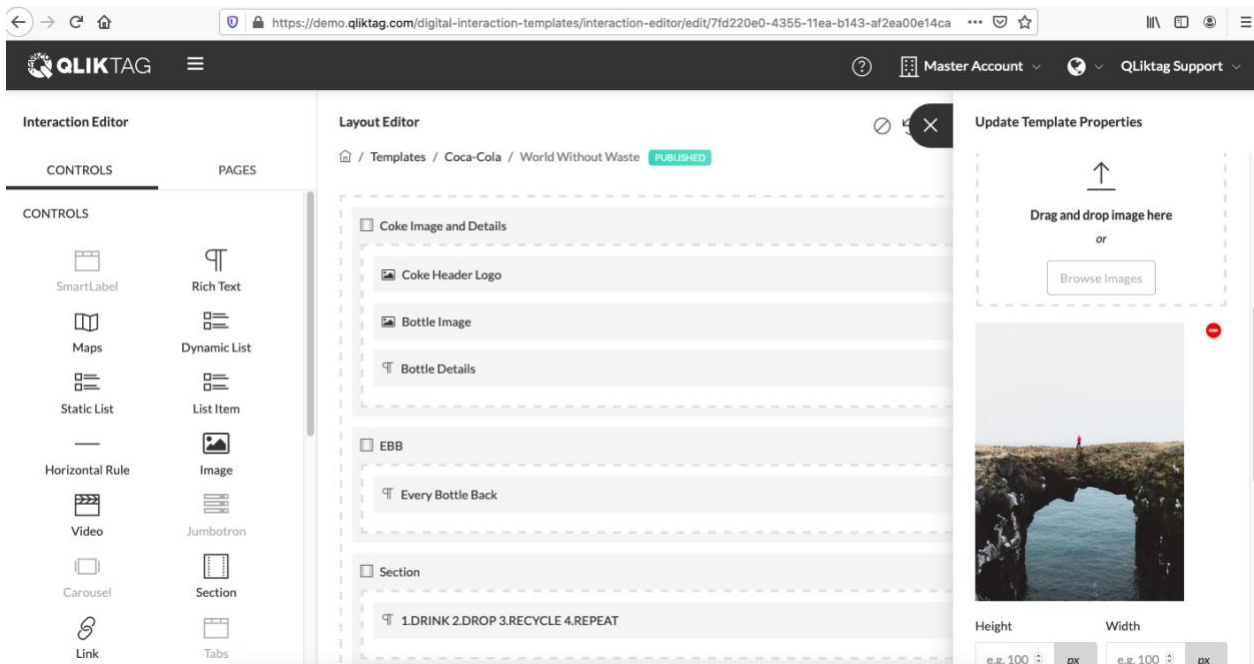 https://demo.qliktag.com/digital-interaction-templates/interaction-editor/edit/7fd220e0-4355-11ea-b143-af2ea00e14ca
QLIKTAG
Master Account
QLiktag Support
Interaction Editor
CONTROLS
PAGES
CONTROLS
SmartLabel
Rich Text
Maps
Dynamic List
Static List
List Item
Horizontal Rule
Image
Video
Jumbotron
Carousel
Section
Link
Tabs
Layout Editor
/ Templates / Coca-Cola / World Without Waste PUBLISHED
Coke Image and Details
Coke Header Logo
Bottle Image
Bottle Details
EBB
Every Bottle Back
Section
1.DRINK 2.DROP 3.RECYCLE 4.REPEAT
Update Template Properties
Drag and drop image here
or
Browse Images
Height
Width
e.g. 100 px
e.g. 100 px